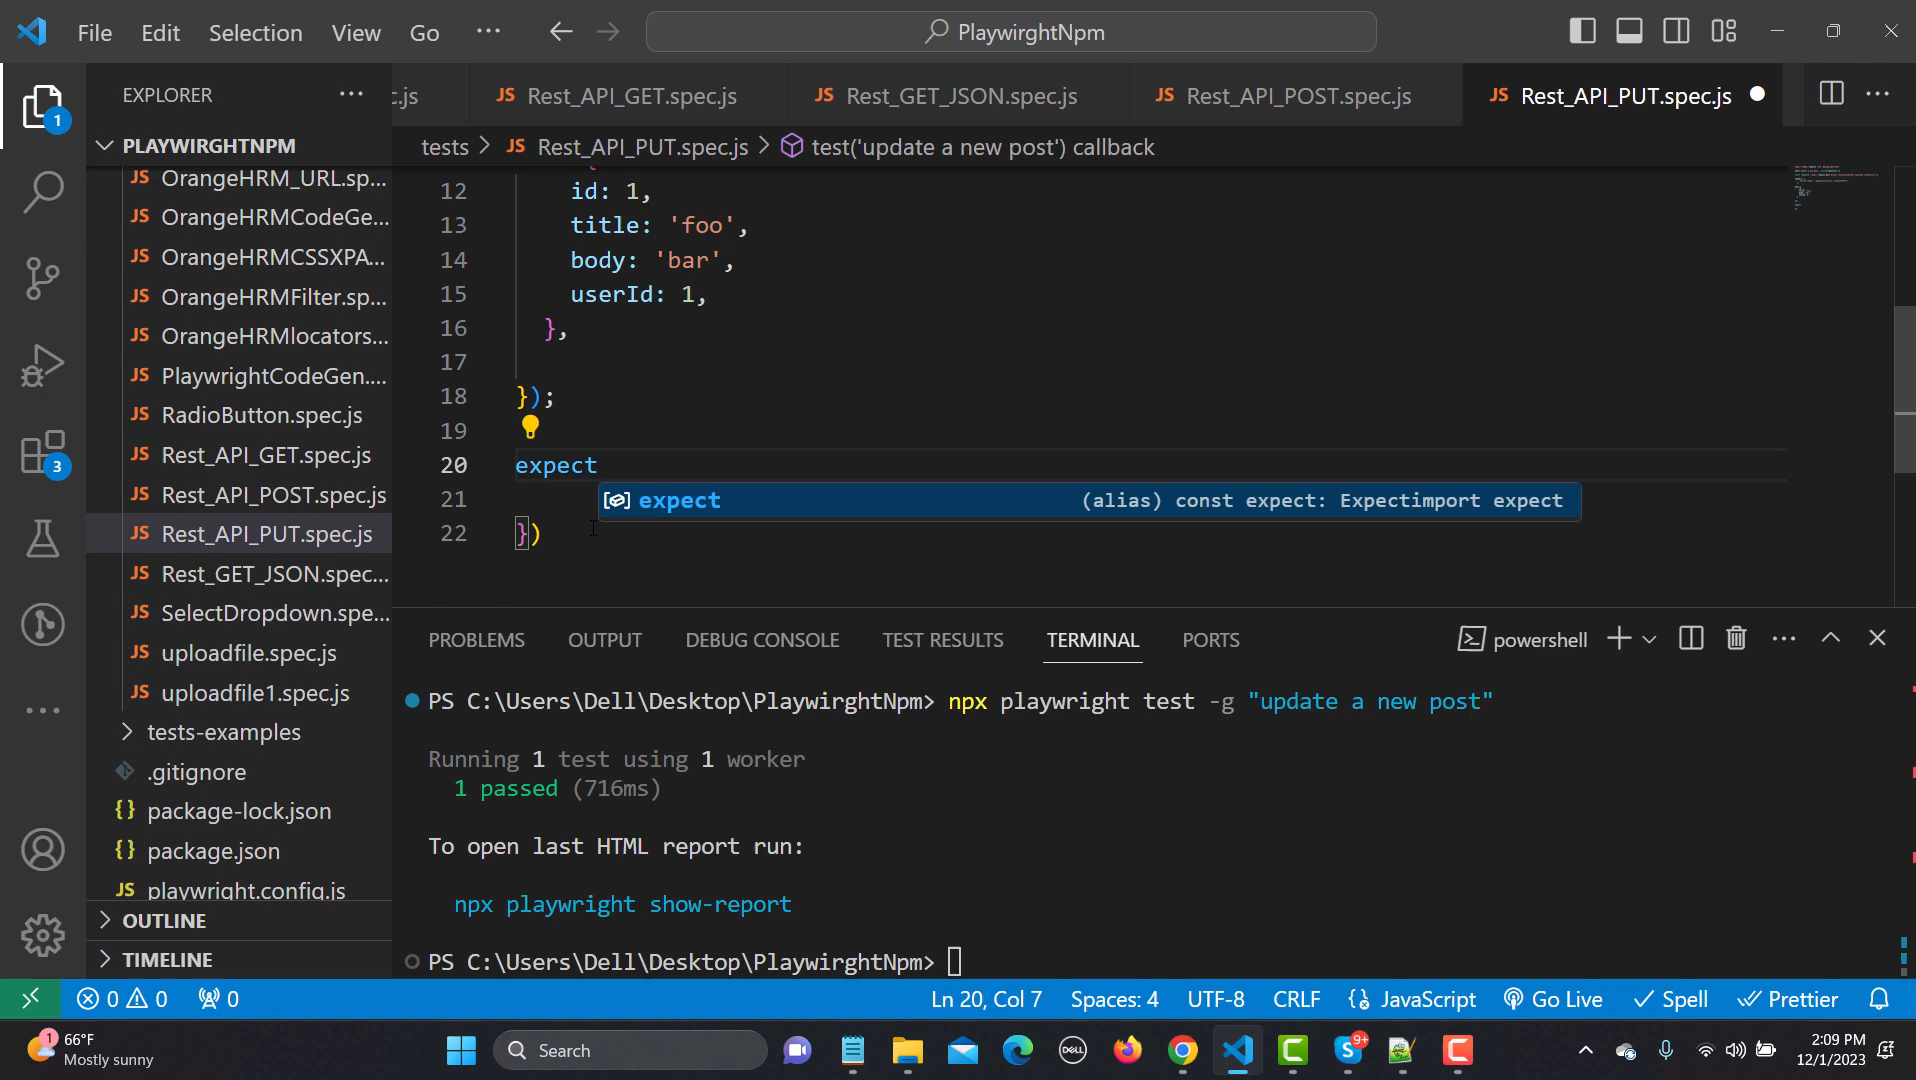 File Edit Selection View Go ··· PlaywirghtNpm
EXPLORER ···
c.js JS Rest_API_GET.spec.js JS Rest_GET_JSON.spec.js JS Rest_API_POST.spec.js JS Rest_API_PUT.spec.js
1
PLAYWIRGHTNPM
tests > JS Rest_API_PUT.spec.js > test('update a new post') callback
JS OrangeHRM_URL.sp...
JS OrangeHRMCodeGe...
JS OrangeHRMCSSXPA...
JS OrangeHRMFilter.sp...
JS OrangeHRMlocators...
JS PlaywrightCodeGen....
JS RadioButton.spec.js
JS Rest_API_GET.spec.js
JS Rest_API_POST.spec.js
JS Rest_API_PUT.spec.js
JS Rest_GET_JSON.spec...
JS SelectDropdown.spe...
JS uploadfile.spec.js
JS uploadfile1.spec.js
tests-examples
.gitignore
{} package-lock.json
{} package.json
JS playwright.config.js
OUTLINE
TIMELINE
3
12 id: 1,
13 title: 'foo',
14 body: 'bar',
15 userId: 1,
16 },
17
18 });
19
20 expect
expect (alias) const expect: Expectimport expect
21
22 })
PROBLEMS OUTPUT DEBUG CONSOLE TEST RESULTS TERMINAL PORTS powershell
PS C:\Users\Dell\Desktop\PlaywirghtNpm> npx playwright test -g "update a new post"
Running 1 test using 1 worker
1 passed (716ms)
To open last HTML report run:
npx playwright show-report
PS C:\Users\Dell\Desktop\PlaywirghtNpm>
0 0 0 Ln 20, Col 7 Spaces: 4 UTF-8 CRLF {} JavaScript Go Live Spell Prettier
1 66°F
Mostly sunny
Search
DELL
9+
2:09 PM
12/1/2023